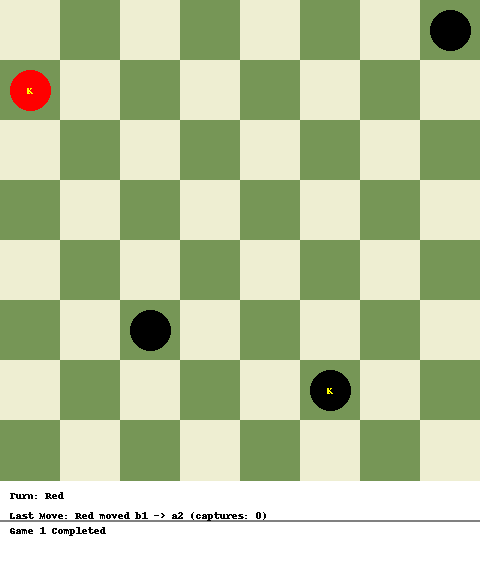 K
K
Turn: Red
Last Move: Red moved b1 -> a2 (captures: 0)
Game 1 Completed